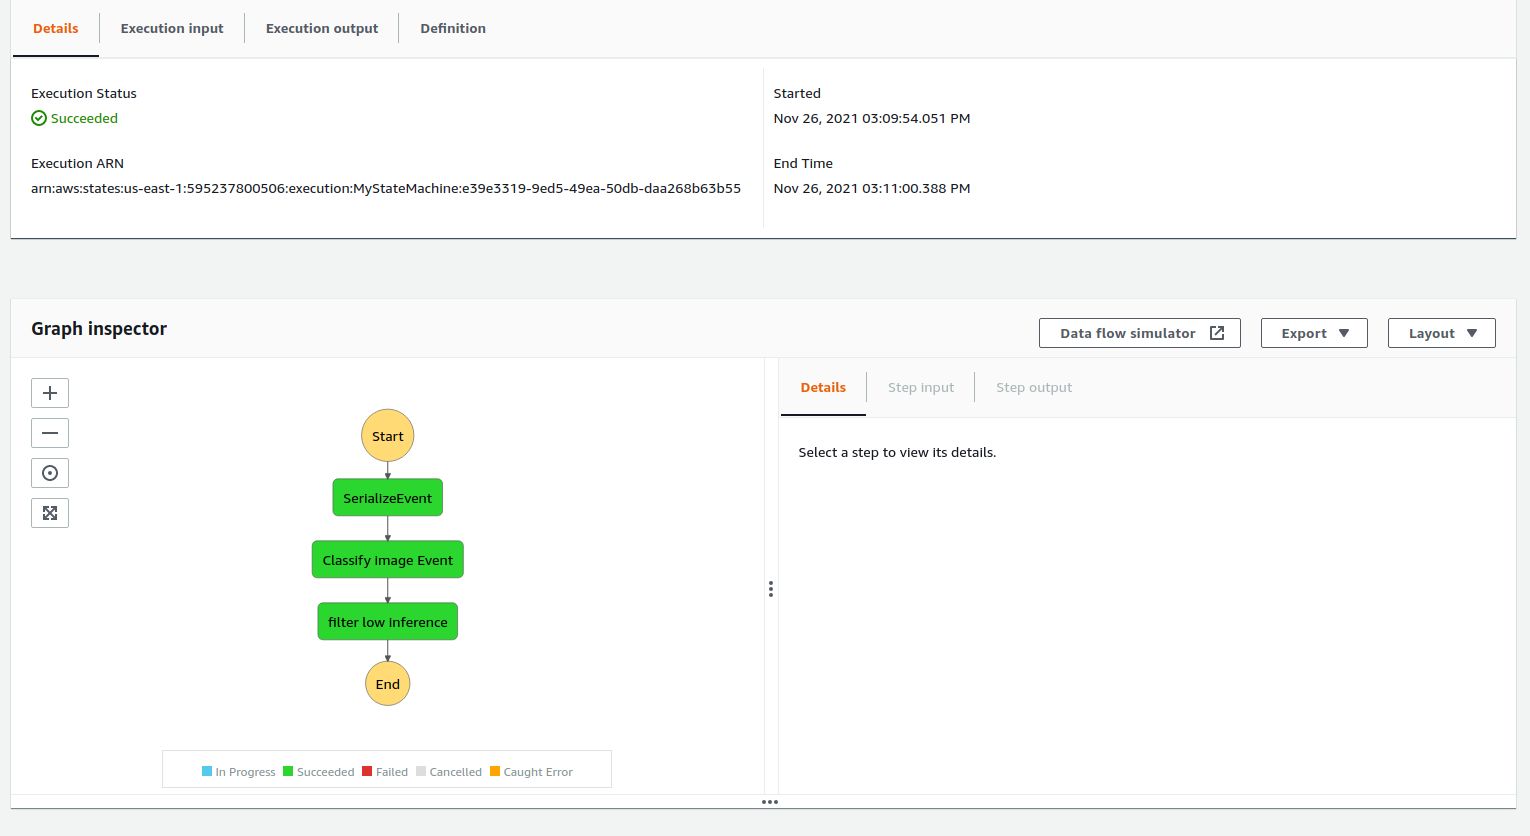 Details
Execution input
Execution output
Definition
Execution Status
Succeeded
Execution ARN
arn:aws:states:us-east-1:595237800506:execution:MyStateMachine:e39e3319-9ed5-49ea-50db-daa268b63b55
Started
Nov 26, 2021 03:09:54.051 PM
End Time
Nov 26, 2021 03:11:00.388 PM
Graph inspector
Data flow simulator
Export
Layout
Start
SerializeEvent
Classify image Event
filter low inference
End
In Progress
Succeeded
Failed
Cancelled
Caught Error
Details
Step input
Step output
Select a step to view its details.